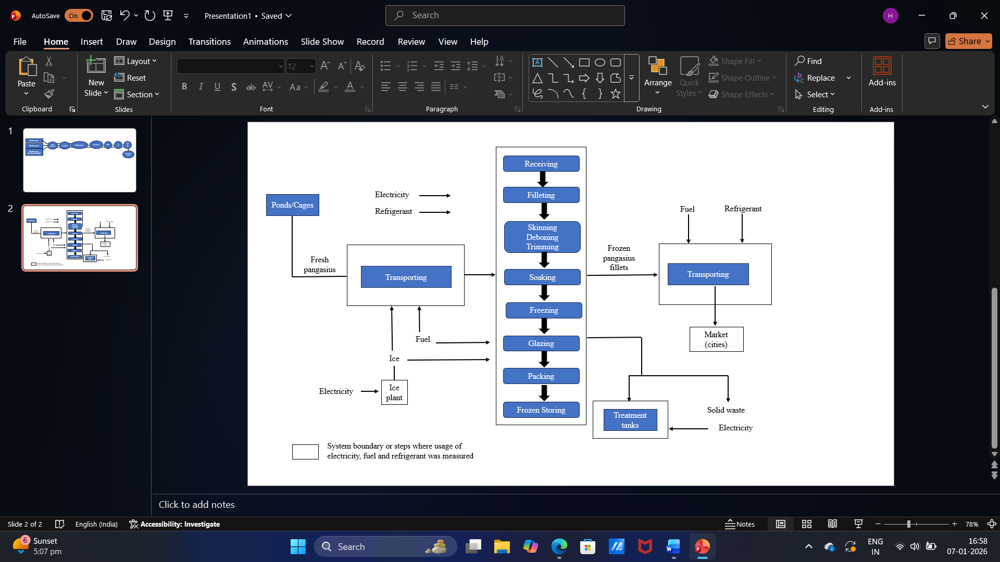 AutoSave
On
Presentation1 • Saved
Search
H
File
Home
Insert
Draw
Design
Transitions
Animations
Slide Show
Record
Review
View
Help
Share
Paste
Clipboard
New
Slide
Layout
Reset
Section
Slides
12
B I U S ab AV Aa A
Font
Paragraph
Arrange
Quick
Styles
Shape Fill
Shape Outline
Shape Effects
Drawing
Find
Replace
Select
Editing
Add-ins
Add-ins
1
2
Receiving
Filleting
Skinning
Deboning
Trimming
Soaking
Freezing
Glazing
Packing
Frozen Storing
Ponds/Cages
Electricity
Refrigerant
Fresh
pangasius
Transporting
Fuel
Ice
Electricity
Ice
plant
Frozen
pangasius
fillets
Fuel
Refrigerant
Transporting
Market
(cities)
Treatment
tanks
Solid waste
Electricity
System boundary or steps where usage of
electricity, fuel and refrigerant was measured
Click to add notes
Slide 2 of 2
English (India)
Accessibility: Investigate
Notes
78%
6
Sunset
5:07 pm
Search
ENG
IN
16:58
07-01-2026